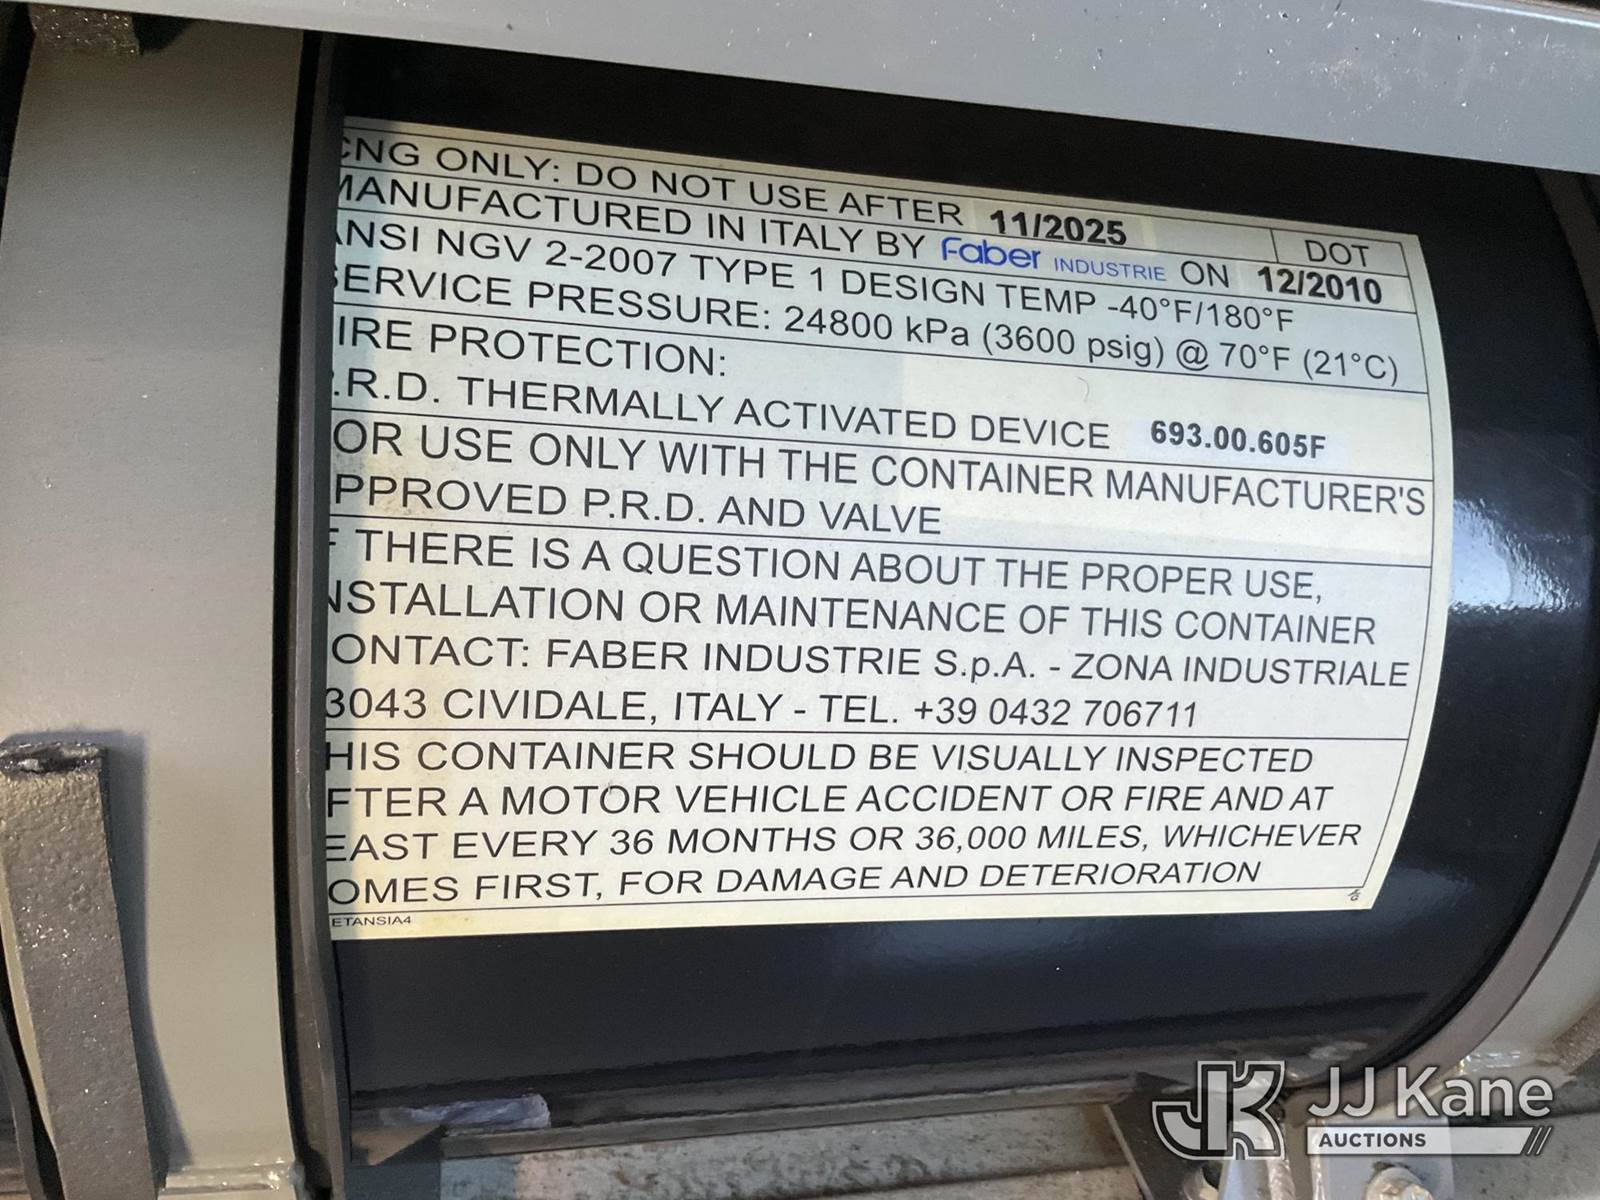 CNG ONLY: DO NOT USE AFTER 11/2025 DOT
MANUFACTURED IN ITALY BY Faber INDUSTRIE ON 12/2010
ANSI NGV 2-2007 TYPE 1 DESIGN TEMP -40°F/180°F
SERVICE PRESSURE: 24800 kPa (3600 psig) @ 70°F (21°C)
IRE PROTECTION:
.R.D. THERMALLY ACTIVATED DEVICE 693.00.605F
OR USE ONLY WITH THE CONTAINER MANUFACTURER'S
PPROVED P.R.D. AND VALVE
F THERE IS A QUESTION ABOUT THE PROPER USE,
NSTALLATION OR MAINTENANCE OF THIS CONTAINER
ONTACT: FABER INDUSTRIE S.p.A. - ZONA INDUSTRIALE
3043 CIVIDALE, ITALY - TEL. +39 0432 706711
HIS CONTAINER SHOULD BE VISUALLY INSPECTED
FTER A MOTOR VEHICLE ACCIDENT OR FIRE AND AT
EAST EVERY 36 MONTHS OR 36,000 MILES, WHICHEVER
OMES FIRST, FOR DAMAGE AND DETERIORATION
ETANSIA4
JK JJ Kane
AUCTIONS